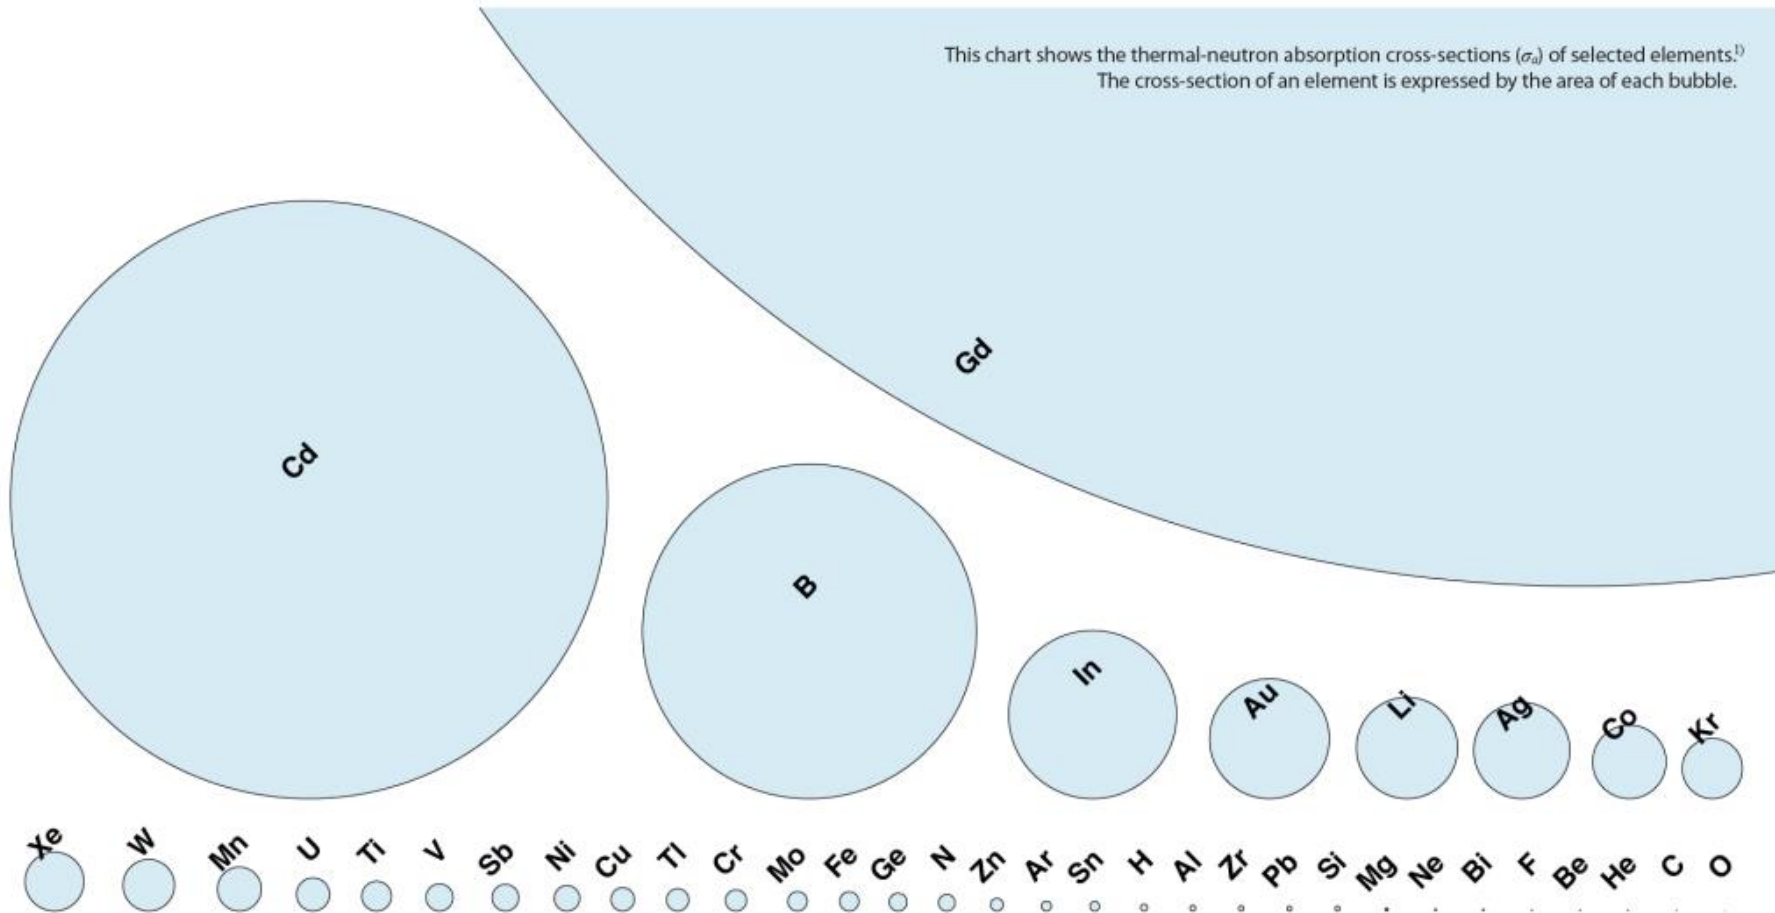 This chart shows the thermal-neutron absorption cross-sections (σa) of selected elements.1)
The cross-section of an element is expressed by the area of each bubble.
Gd
Cd
B
In
Au
Li
Ag
Co
Kr
Xe
W
Mn
U
Ti
V
Sb
Ni
Cu
Tl
Cr
Mo
Fe
Ge
N
Zn
Ar
Sn
H
Al
Zr
Pb
Si
Mg
Ne
Bi
F
Be
He
C
O